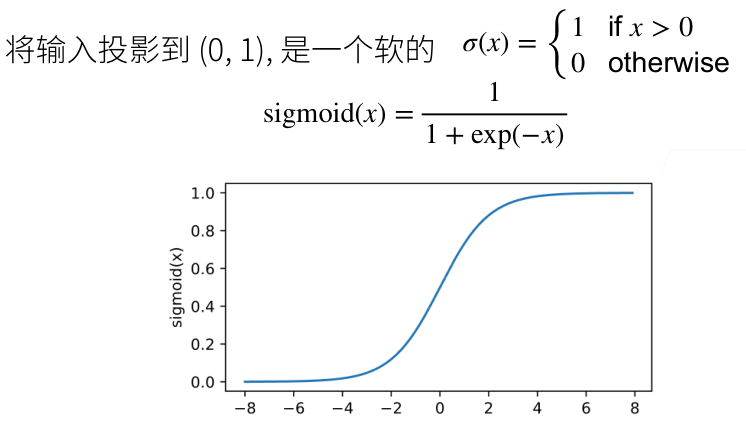 将输入投影到 (0, 1), 是一个软的 σ(x) = { 1 if x > 0
0 otherwise
sigmoid(x) = 1 / (1 + exp(−x))
1.0
0.8
0.6
0.4
0.2
0.0
sigmoid(x)
−8 −6 −4 −2 0 2 4 6 8